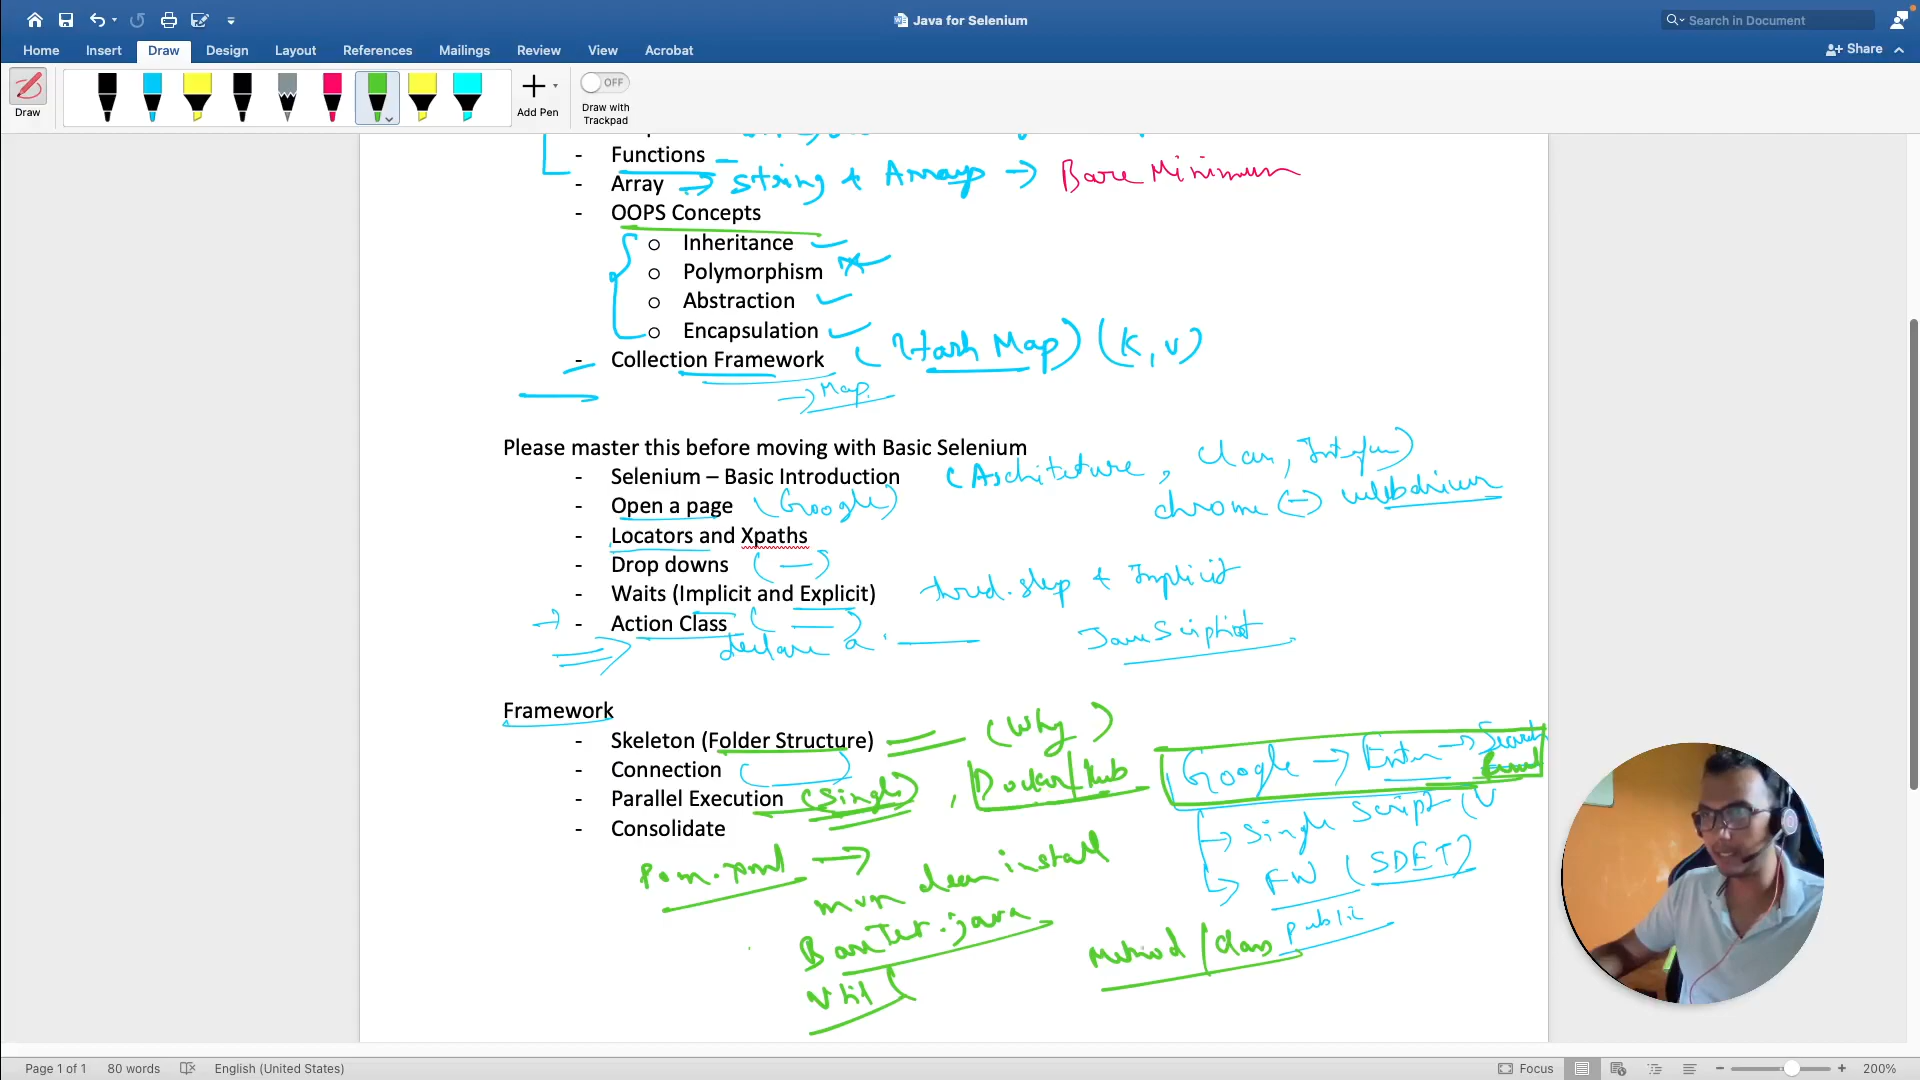 Java for Selenium
Search in Document
Home Insert Draw Design Layout References Mailings Review View Acrobat
Share
Draw
Add Pen
OFF
Draw with
Trackpad
- Functions
- Array → String & Arrays → Bare Minimum
- OOPS Concepts
o Inheritance
o Polymorphism
o Abstraction
o Encapsulation
- Collection Framework (Hash Map) (K, V)
→ Map
Please master this before moving with Basic Selenium
- Selenium – Basic Introduction (Architeture, Class, Interface)
- Open a page (Google) chrome (–) webdriver
- Locators and Xpaths
- Drop downs
- Waits (Implicit and Explicit) thred.sleep & Implicit
- Action Class
declare a JavaScript
Framework
- Skeleton (Folder Structure) (Why)
- Connection
Google → Enter → Search
- Parallel Execution (Single), Docker/Hub
- Consolidate
→ Single Script
Pom.xml → mvn clean install
→ FW (SDET)
public
Method / Class
Util
Page 1 of 1 80 words English (United States) Focus 200%